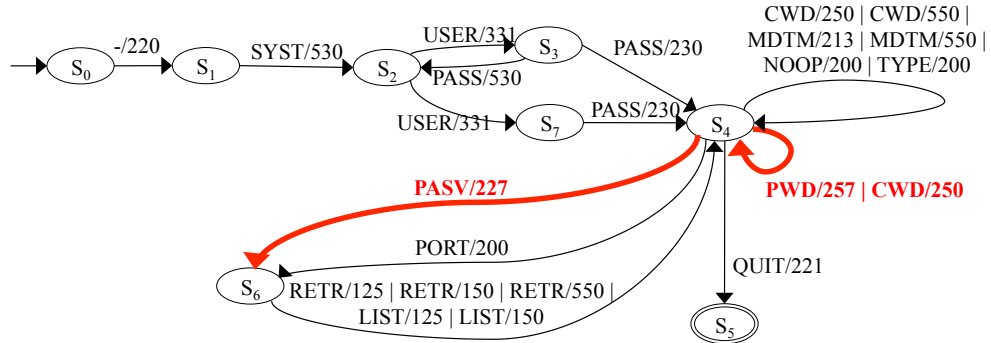 CWD/250 | CWD/550 |
MDTM/213 | MDTM/550 |
NOOP/200 | TYPE/200
-/220
SYST/530
USER/331
PASS/530
PASS/230
S0
S1
S2
S3
USER/331
S7
PASS/230
S4
PASV/227
PWD/257 | CWD/250
PORT/200
S6
RETR/125 | RETR/150 | RETR/550 |
LIST/125 | LIST/150
QUIT/221
S5